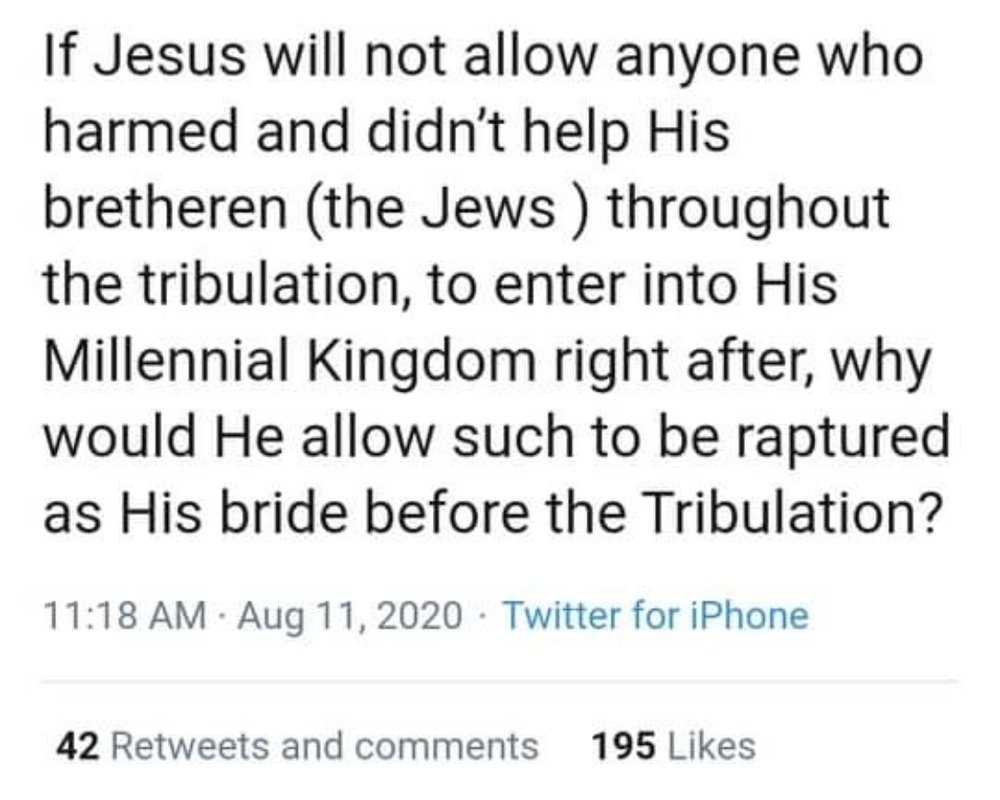 If Jesus will not allow anyone who
harmed and didn’t help His
bretheren (the Jews ) throughout
the tribulation, to enter into His
Millennial Kingdom right after, why
would He allow such to be raptured
as His bride before the Tribulation?
11:18 AM · Aug 11, 2020 · Twitter for iPhone
42 Retweets and comments 195 Likes